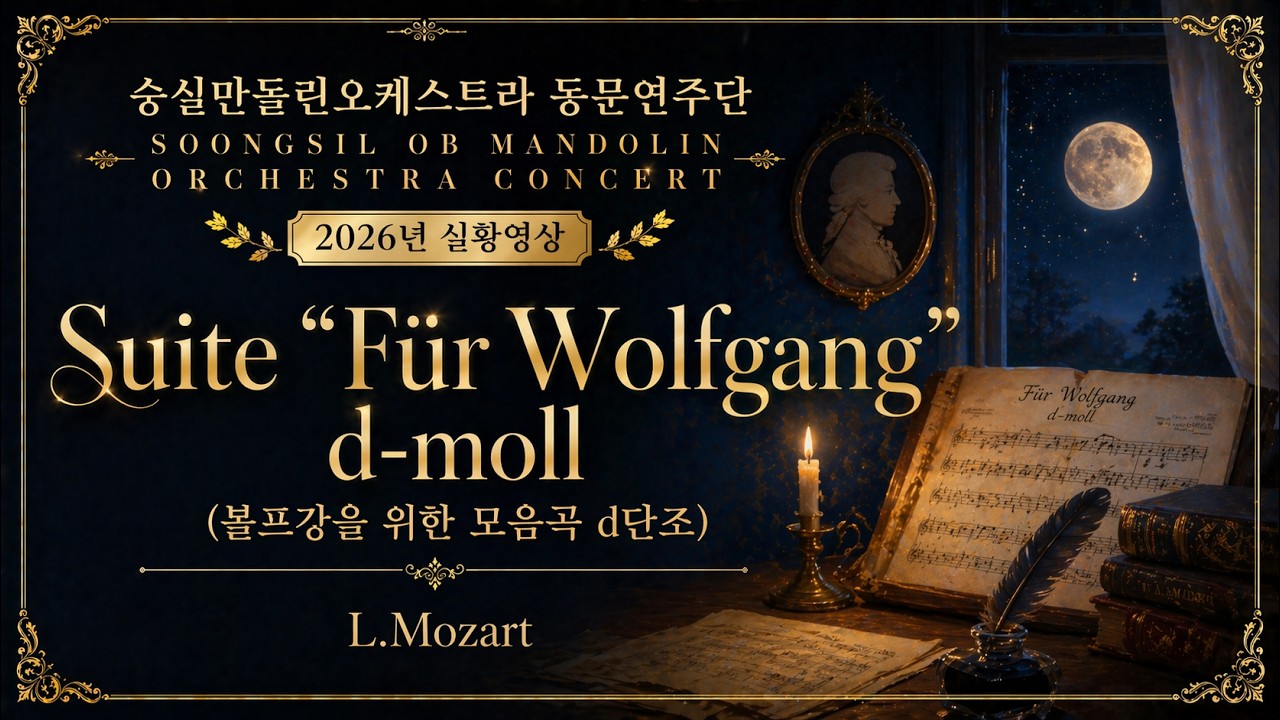 숭실만돌린오케스트라 동문연주단
SOONGSIL OB MANDOLIN
ORCHESTRA CONCERT
2026년 실황영상
Suite “Für Wolfgang”
d-moll
(볼프강을 위한 모음곡 d단조)
L.Mozart
Für Wolfgang
d-moll